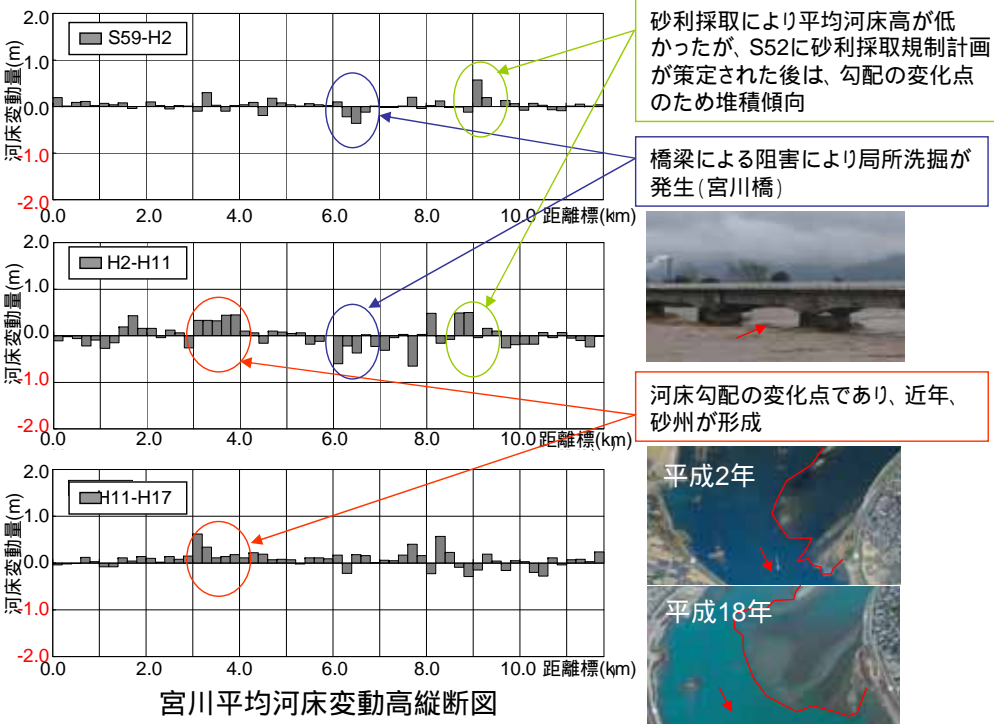 2.0
1.0
0.0
-1.0
-2.0
河床変動量(m)
S59-H2
0.0 2.0 4.0 6.0 8.0 10.0 距離標(km)
2.0
1.0
0.0
-1.0
-2.0
河床変動量(m)
H2-H11
0.0 2.0 4.0 6.0 8.0 10.0 距離標(km)
2.0
1.0
0.0
-1.0
-2.0
河床変動量(m)
H11-H17
0.0 2.0 4.0 6.0 8.0 10.0 距離標(km)
宮川平均河床変動高縦断図
砂利採取により平均河床高が低
かったが、S52に砂利採取規制計画
が策定された後は、勾配の変化点
のため堆積傾向
橋梁による阻害により局所洗掘が
発生(宮川橋)
河床勾配の変化点であり、近年、
砂州が形成
平成2年
平成18年